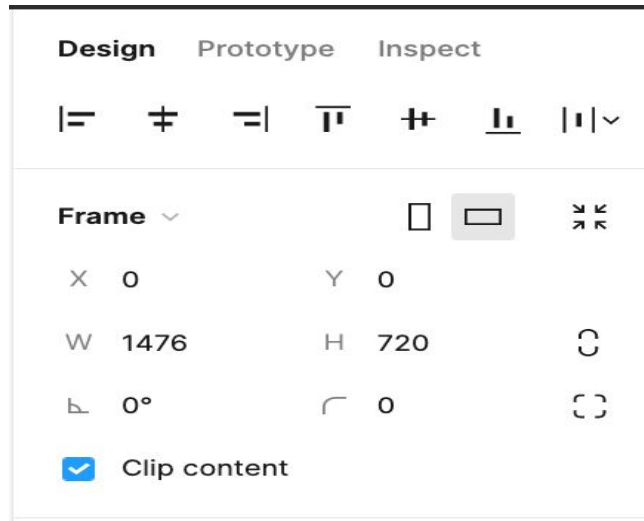 Design Prototype Inspect
Frame
X 0 Y 0
W 1476 H 720
0° 0
Clip content